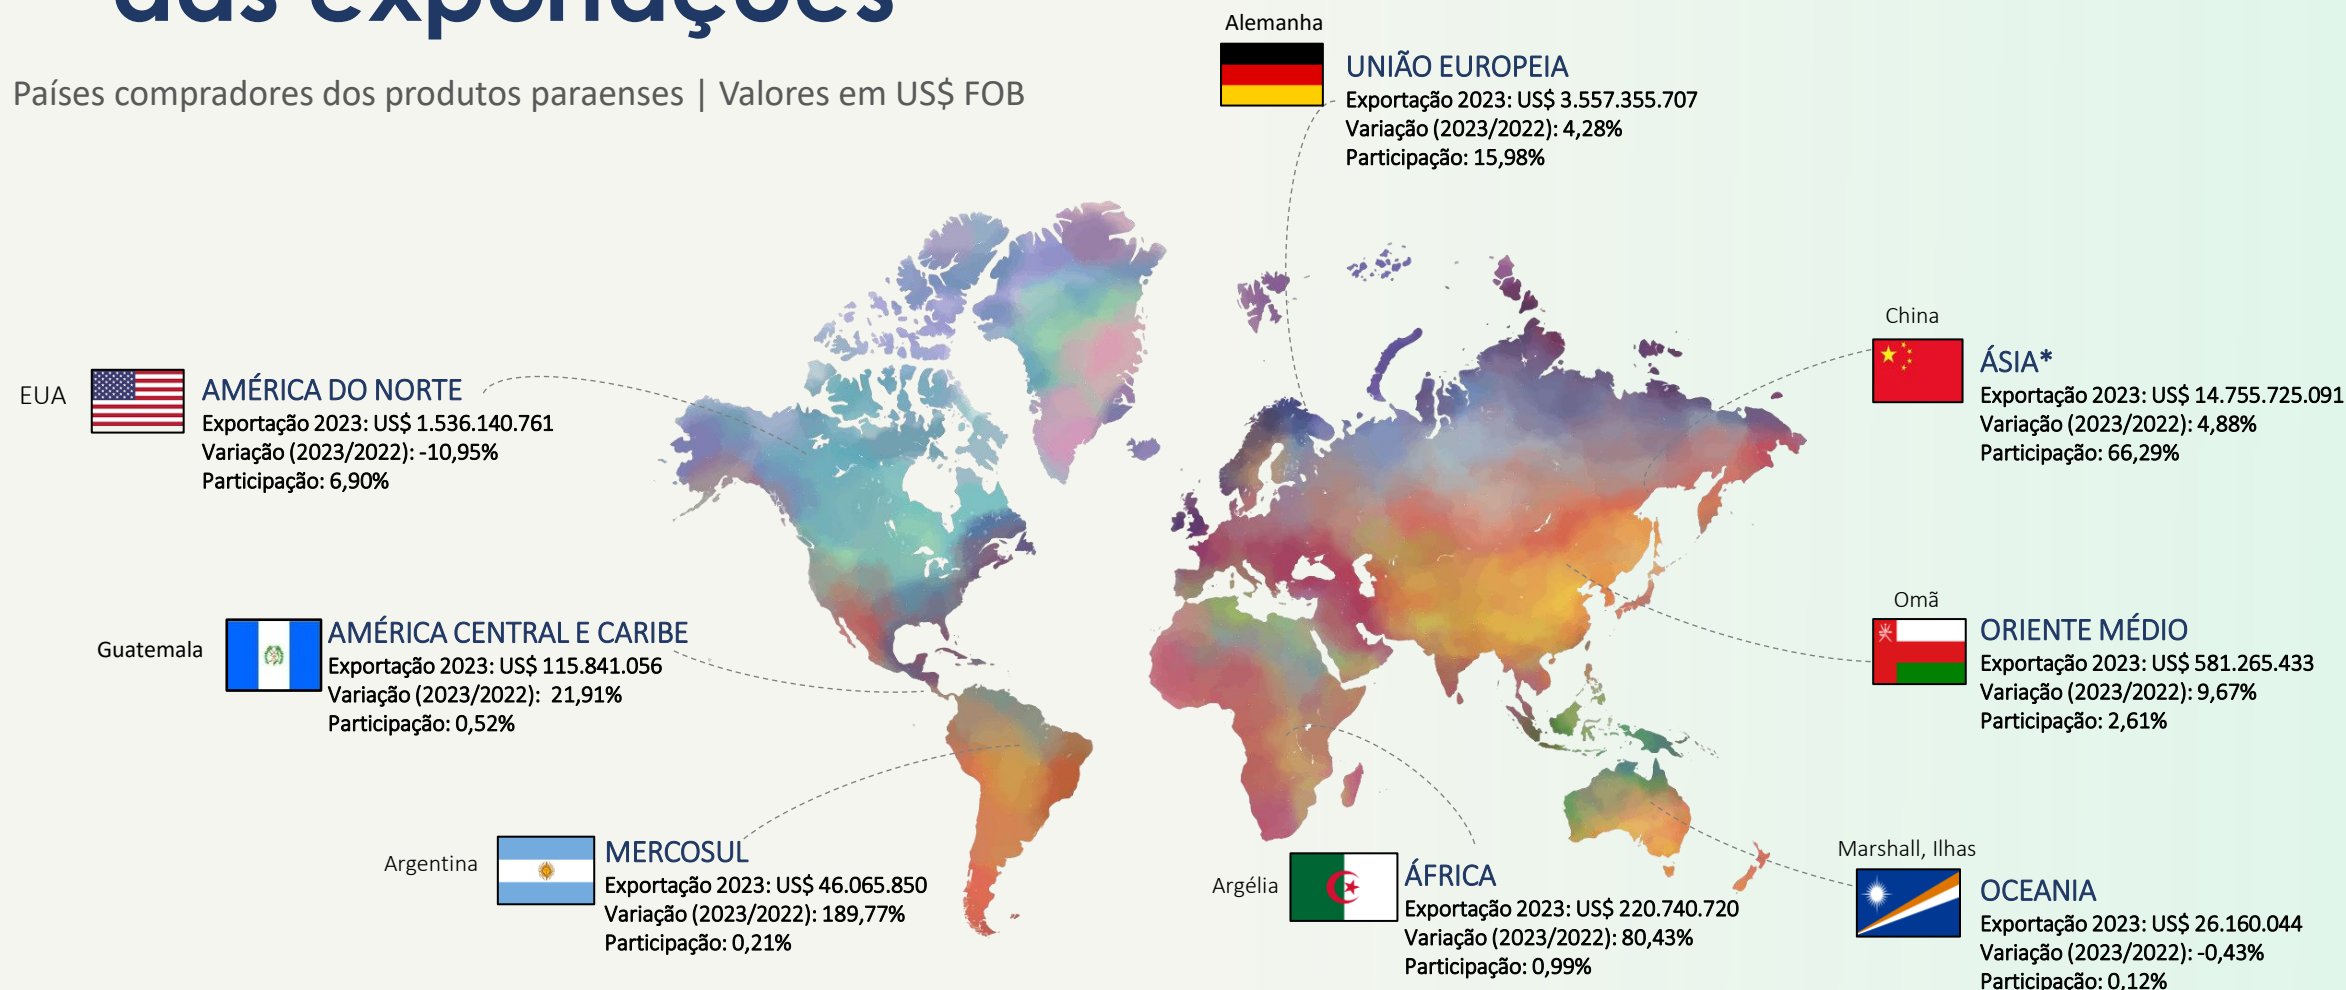 das exportações
Países compradores dos produtos paraenses | Valores em US$ FOB
Alemanha
UNIÃO EUROPEIA
Exportação 2023: US$ 3.557.355.707
Variação (2023/2022): 4,28%
Participação: 15,98%
EUA
AMÉRICA DO NORTE
Exportação 2023: US$ 1.536.140.761
Variação (2023/2022): -10,95%
Participação: 6,90%
China
ÁSIA*
Exportação 2023: US$ 14.755.725.091
Variação (2023/2022): 4,88%
Participação: 66,29%
Guatemala
AMÉRICA CENTRAL E CARIBE
Exportação 2023: US$ 115.841.056
Variação (2023/2022): 21,91%
Participação: 0,52%
Omã
ORIENTE MÉDIO
Exportação 2023: US$ 581.265.433
Variação (2023/2022): 9,67%
Participação: 2,61%
Argentina
MERCOSUL
Exportação 2023: US$ 46.065.850
Variação (2023/2022): 189,77%
Participação: 0,21%
Argélia
ÁFRICA
Exportação 2023: US$ 220.740.720
Variação (2023/2022): 80,43%
Participação: 0,99%
Marshall, Ilhas
OCEANIA
Exportação 2023: US$ 26.160.044
Variação (2023/2022): -0,43%
Participação: 0,12%